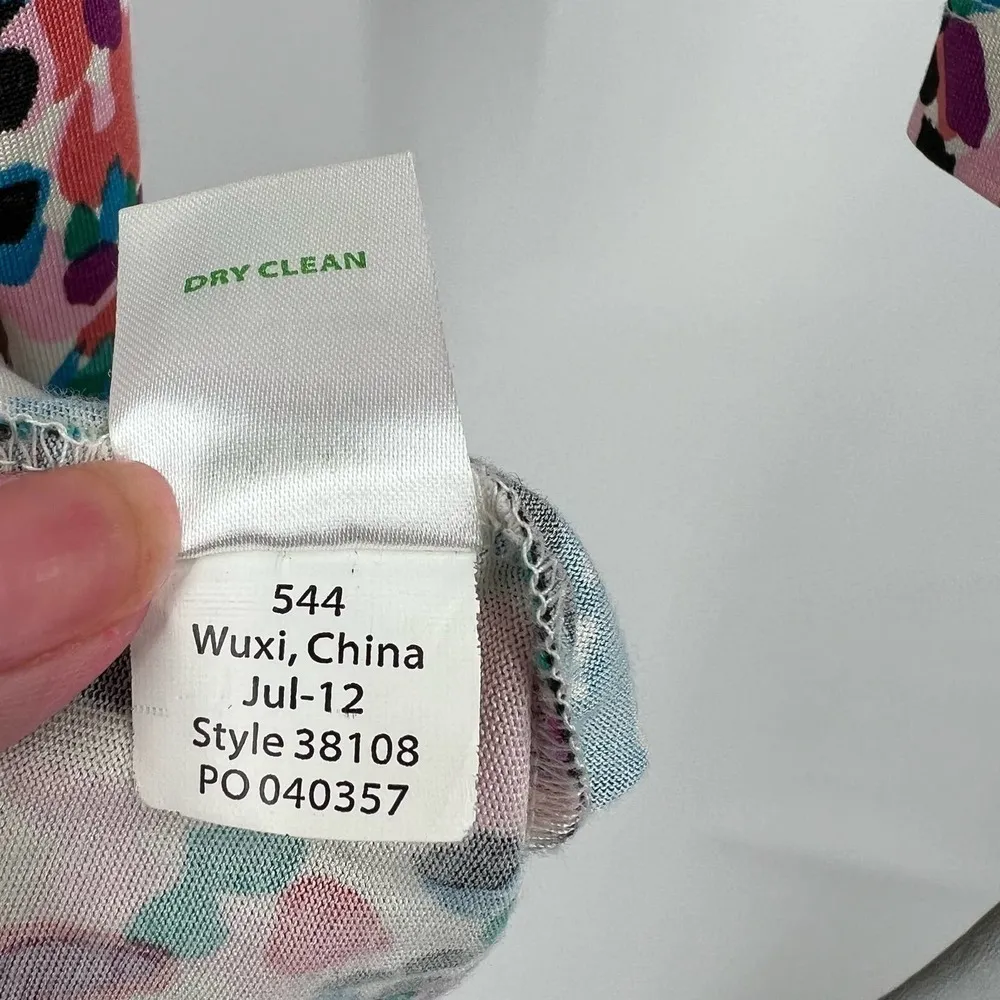 DRY CLEAN
544
Wuxi, China
Jul-12
Style 38108
PO 040357